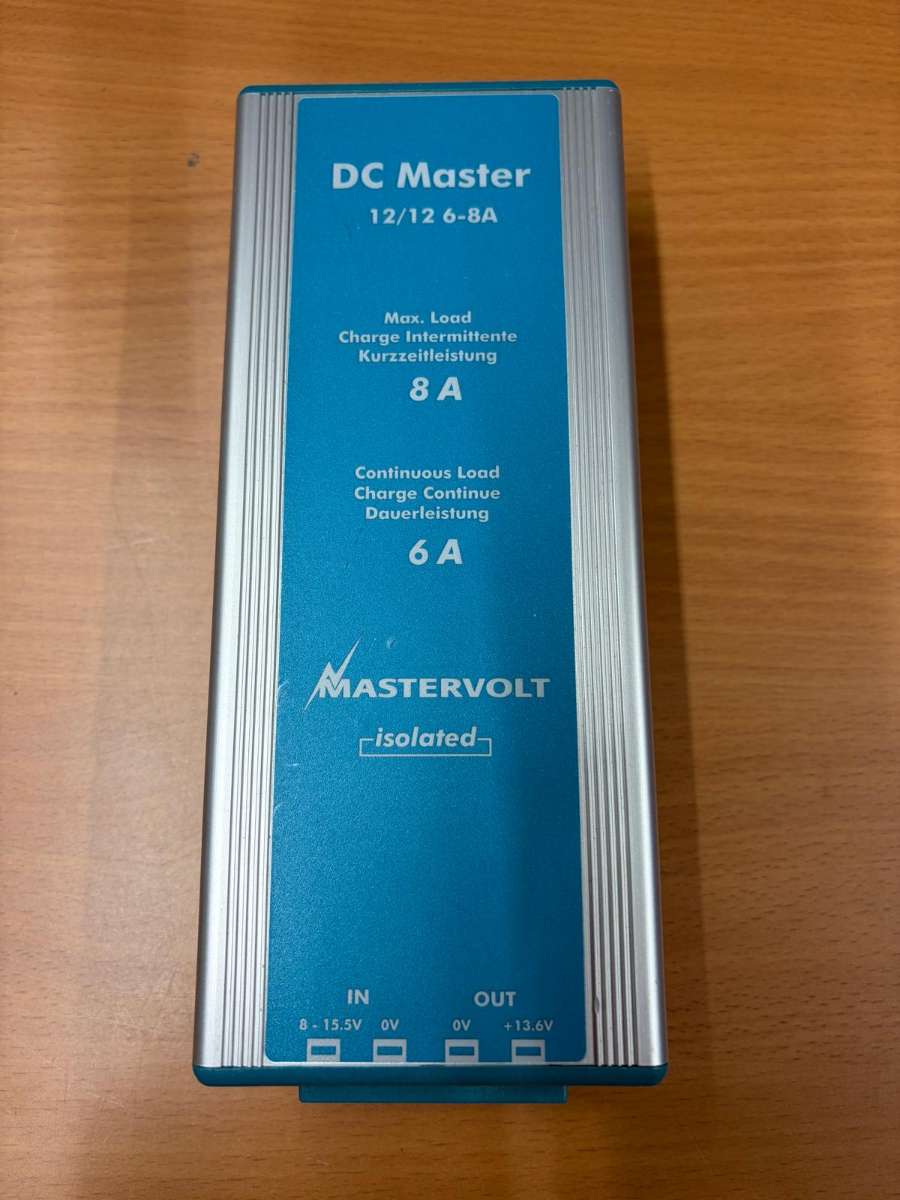 DC Master
12/12 6-8A
Max. Load
Charge Intermittente
Kurzzeitleistung
8 A
Continuous Load
Charge Continue
Dauerleistung
6 A
MASTERVOLT
isolated
IN OUT
8 - 15.5V 0V 0V +13.6V